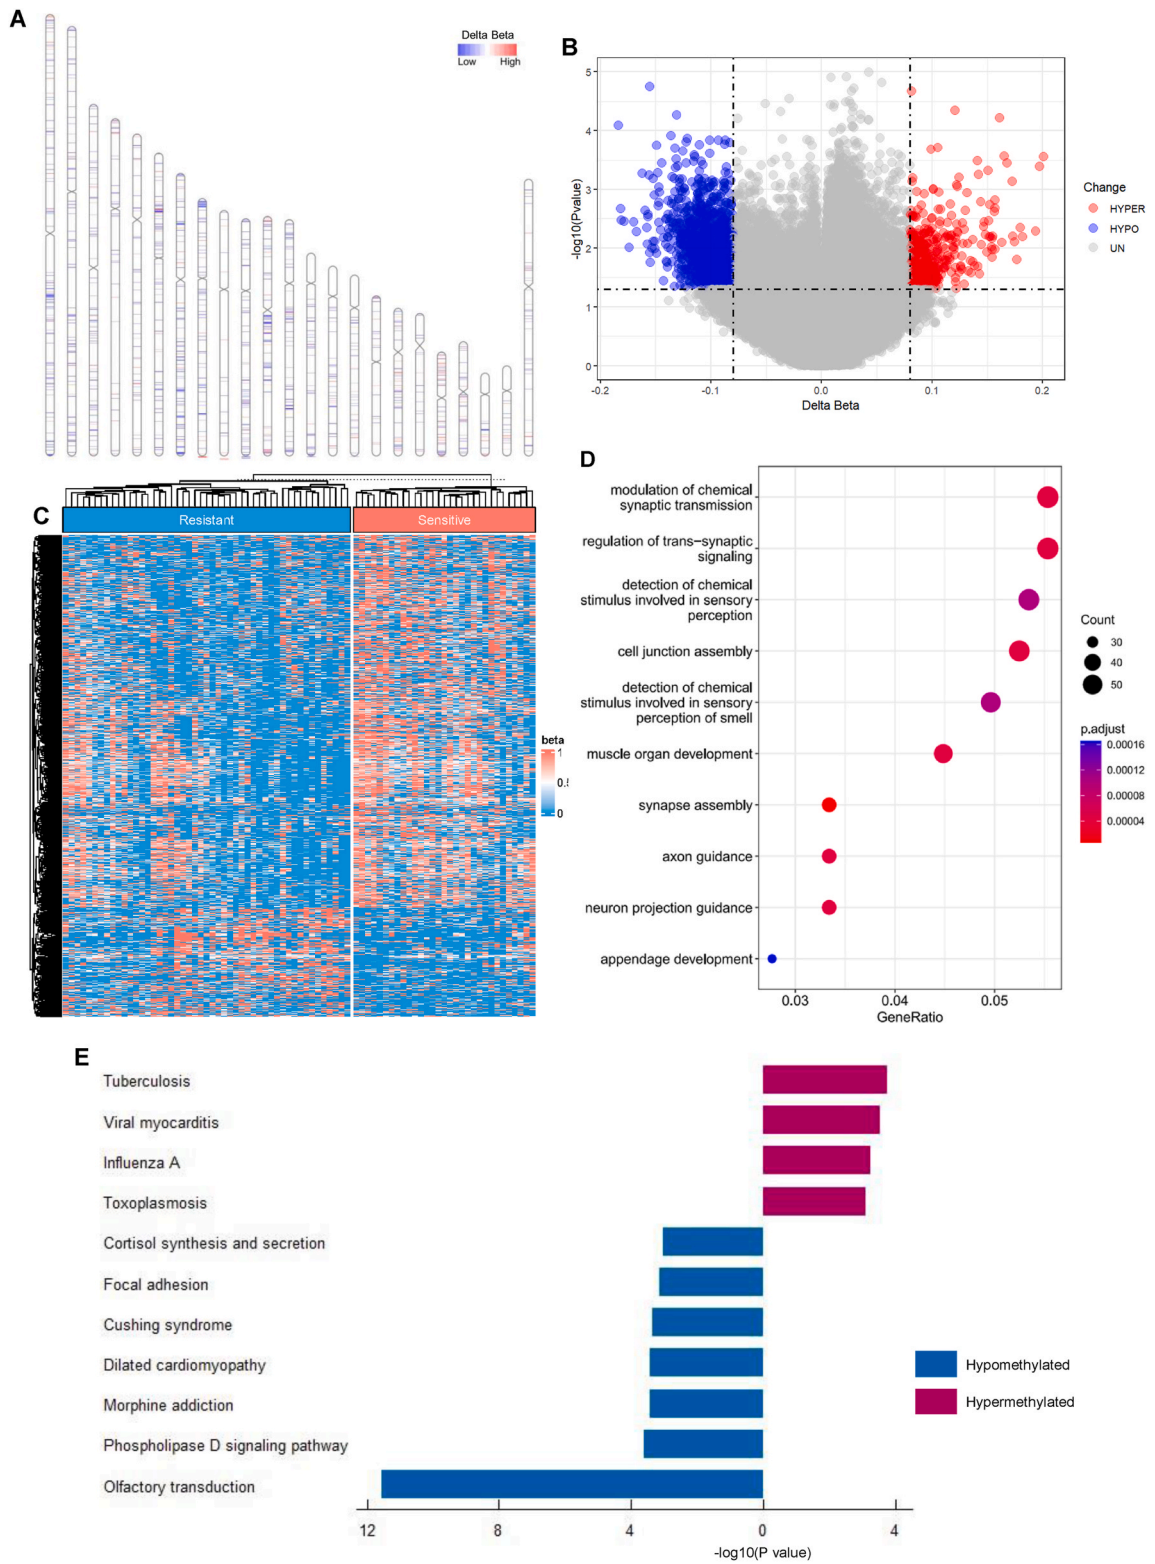 A
Delta Beta
Low High
B
-log10(Pvalue)
5
4
3
2
1
0
-0.2 -0.1 0.0 0.1 0.2
Delta Beta
Change
HYPER
HYPO
UN
C
Resistant Sensitive
beta
1
0.5
0
D
modulation of chemical
synaptic transmission
regulation of trans−synaptic
signaling
detection of chemical
stimulus involved in sensory
perception
cell junction assembly
detection of chemical
stimulus involved in sensory
perception of smell
muscle organ development
synapse assembly
axon guidance
neuron projection guidance
appendage development
0.03 0.04 0.05
GeneRatio
Count
30
40
50
p.adjust
0.00016
0.00012
0.00008
0.00004
E
Tuberculosis
Viral myocarditis
Influenza A
Toxoplasmosis
Cortisol synthesis and secretion
Focal adhesion
Cushing syndrome
Dilated cardiomyopathy
Morphine addiction
Phospholipase D signaling pathway
Olfactory transduction
Hypomethylated
Hypermethylated
12 8 4 0 4
-log10(P value)